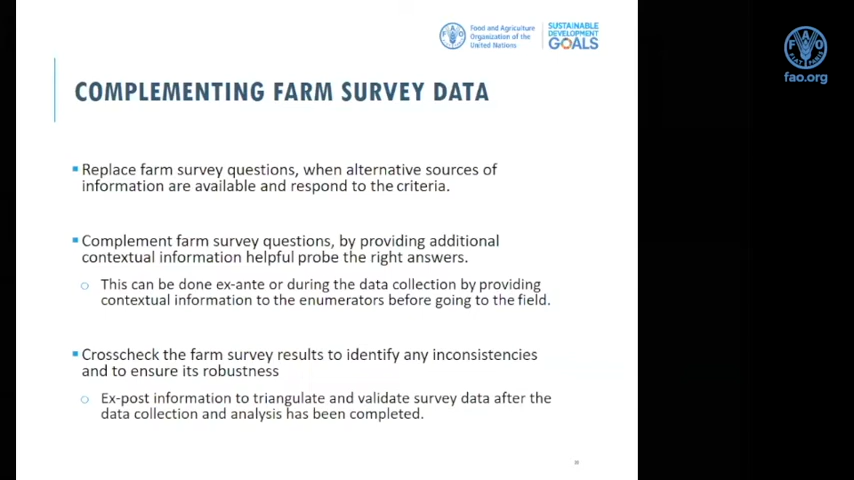 Food and Agriculture
Organization of the
United Nations
SUSTAINABLE
DEVELOPMENT
GOALS
FAO
FIAT PANIS
fao.org
COMPLEMENTING FARM SURVEY DATA
Replace farm survey questions, when alternative sources of
information are available and respond to the criteria.
Complement farm survey questions, by providing additional
contextual information helpful probe the right answers.
This can be done ex-ante or during the data collection by providing
contextual information to the enumerators before going to the field.
Crosscheck the farm survey results to identify any inconsistencies
and to ensure its robustness
Ex-post information to triangulate and validate survey data after the
data collection and analysis has been completed.